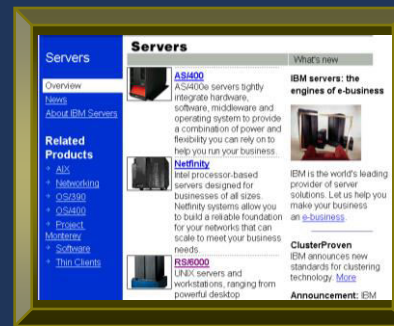 Servers
Overview
News
About IBM Servers
Related
Products
AIX
Networking
OS/390
OS/400
Project
Monterey
Software
Thin Clients
Servers
AS/400
AS/400e servers tightly
integrate hardware,
software, middleware and
operating system to provide
a combination of power and
flexibility you can rely on to
help you run your business.
Netfinity
Intel processor-based
servers designed for
businesses of all sizes.
Netfinity systems allow you
to build a reliable foundation
for your networks that can
scale to meet your business
needs.
RS/6000
UNIX servers and
workstations, ranging from
powerful desktop
What's new
IBM servers: the
engines of e-business
IBM is the world's leading
provider of server
solutions. Let us help you
make your business
an e-business.
ClusterProven
IBM announces new
standards for clustering
technology. More
Announcement: IBM